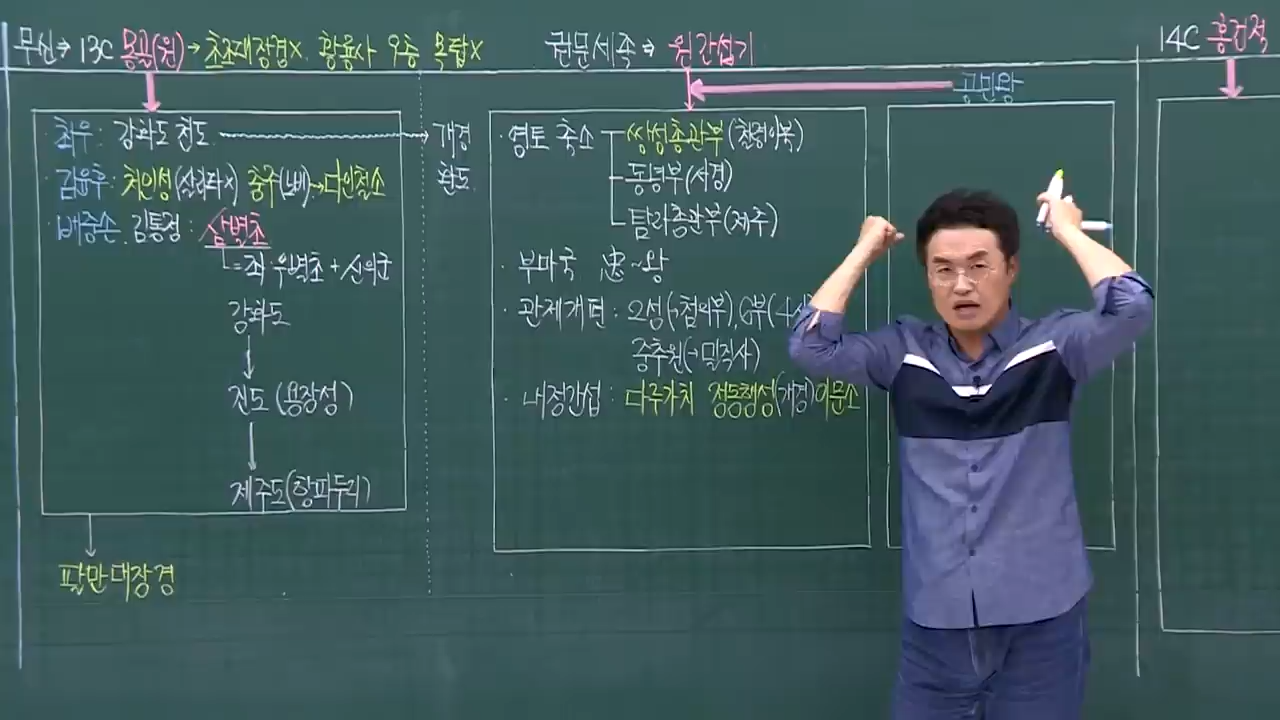 무신⇒ 13C 몽골(원)→ 초조대장경x 황룡사 9층 목탑x
최우: 강화도 천도
개경 환도
김윤후: 처인성(살리타x) 충주(노비)→다인철소
배중손. 김통정: 삼별초
=좌·우별초+신의군
강화도
↓
진도(용장성)
↓
제주도(항파두리)
팔만대장경
권문세족 ⇒ 원간섭기
공민왕
· 영토 축소 쌍성총관부(철령이북)
동녕부(서경)
탐라총관부(제주)
· 부마국 忠~왕
· 관제개편: 2성(→첨의부), 6부(→4사
중추원(→밀직사)
· 내정간섭: 다루가치 정동행성(개경)이문소
14C 홍건적